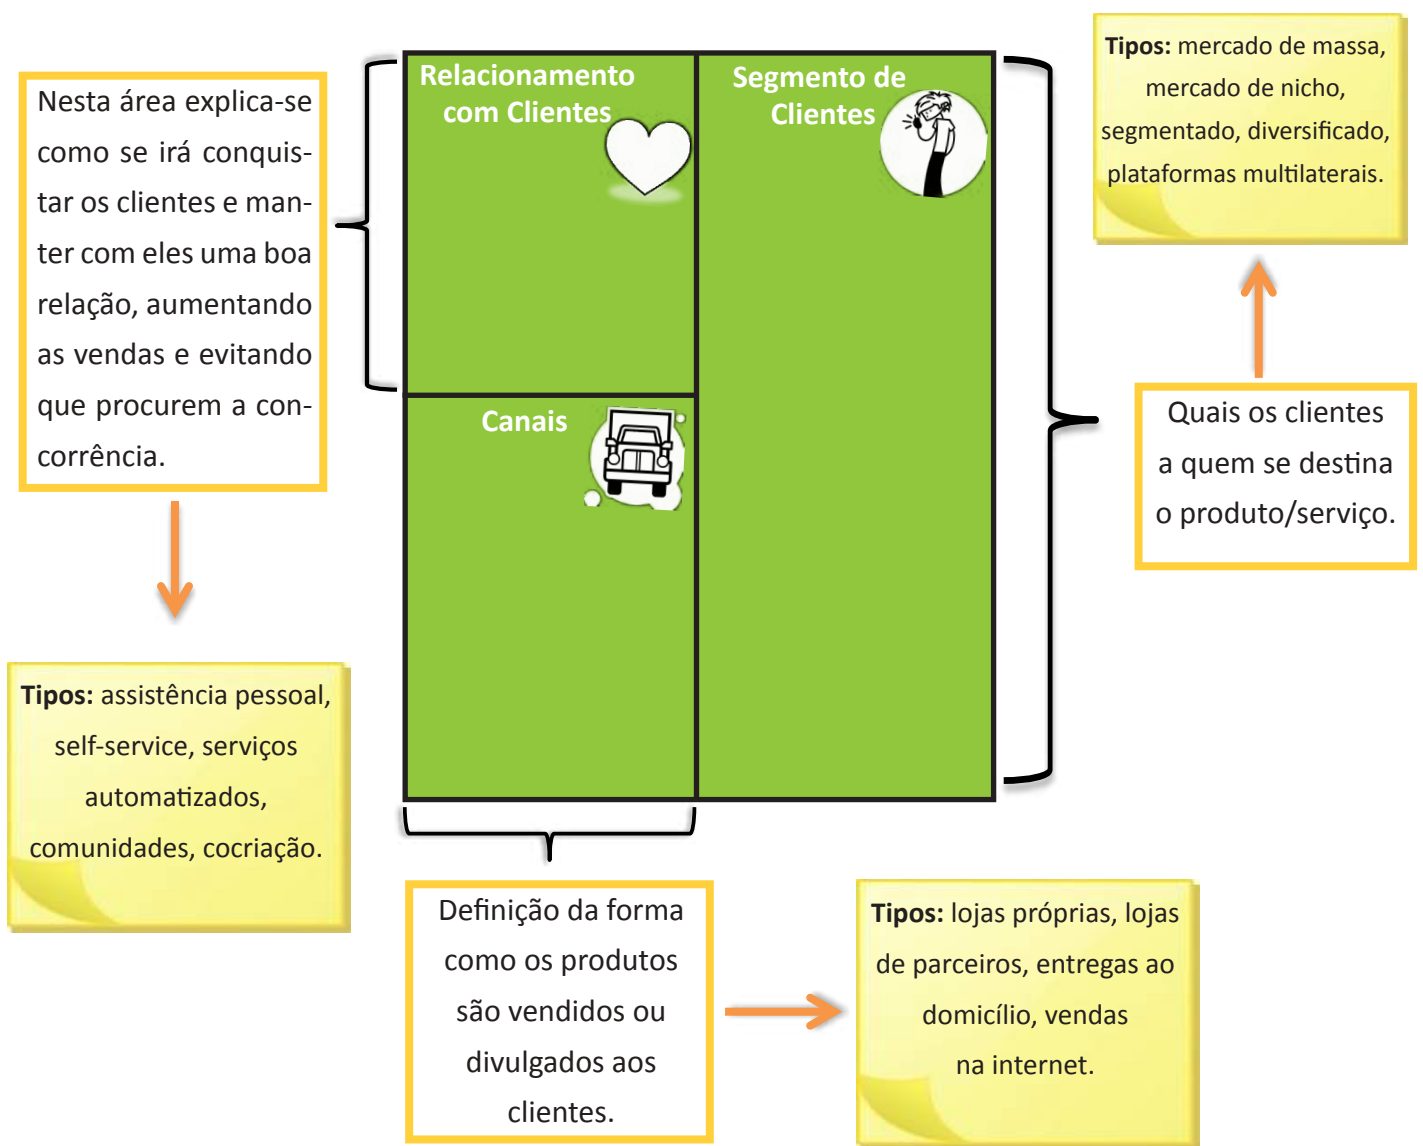 Nesta área explica-se
como se irá conquis-
tar os clientes e man-
ter com eles uma boa
relação, aumentando
as vendas e evitando
que procurem a con-
corrência.
Tipos: assistência pessoal,
self-service, serviços
automatizados,
comunidades, cocriação.
Relacionamento
com Clientes
Canais
Segmento de
Clientes
Definição da forma
como os produtos
são vendidos ou
divulgados aos
clientes.
Tipos: lojas próprias, lojas
de parceiros, entregas ao
domicílio, vendas
na internet.
Tipos: mercado de massa,
mercado de nicho,
segmentado, diversificado,
plataformas multilaterais.
Quais os clientes
a quem se destina
o produto/serviço.